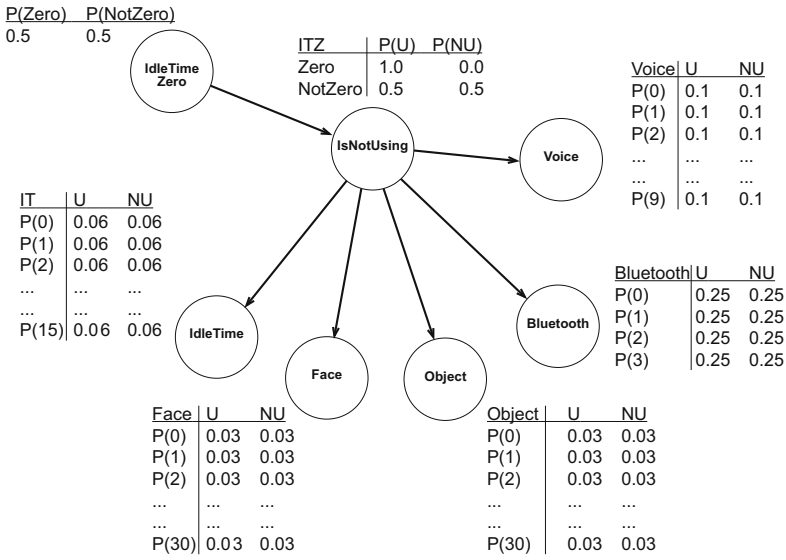 P(Zero) P(NotZero)
0.5 0.5
IdleTime
Zero
ITZ P(U) P(NU)
Zero 1.0 0.0
NotZero 0.5 0.5
IsNotUsing
Voice
Voice U NU
P(0) 0.1 0.1
P(1) 0.1 0.1
P(2) 0.1 0.1
... ... ...
... ... ...
P(9) 0.1 0.1
IT U NU
P(0) 0.06 0.06
P(1) 0.06 0.06
P(2) 0.06 0.06
... ... ...
... ... ...
P(15) 0.06 0.06
IdleTime
Face
Object
Bluetooth
Bluetooth U NU
P(0) 0.25 0.25
P(1) 0.25 0.25
P(2) 0.25 0.25
P(3) 0.25 0.25
Face U NU
P(0) 0.03 0.03
P(1) 0.03 0.03
P(2) 0.03 0.03
... ... ...
... ... ...
P(30) 0.03 0.03
Object U NU
P(0) 0.03 0.03
P(1) 0.03 0.03
P(2) 0.03 0.03
... ... ...
... ... ...
P(30) 0.03 0.03